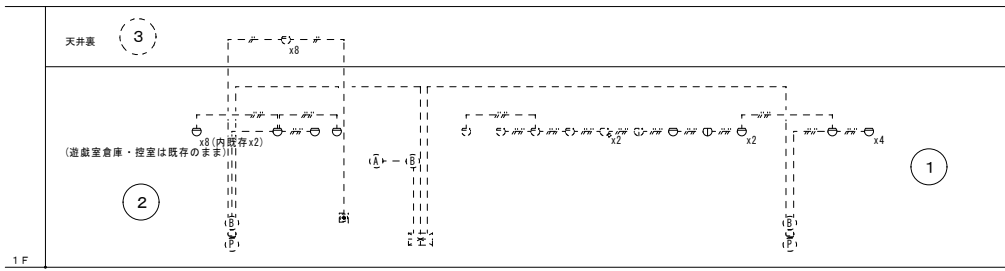 天井裏
③
x8
x8(内既存x2)
x2
x2
x4
(遊戯室倉庫・控室は既存のまま)
A
B
①
②
B
P
B
P
1F